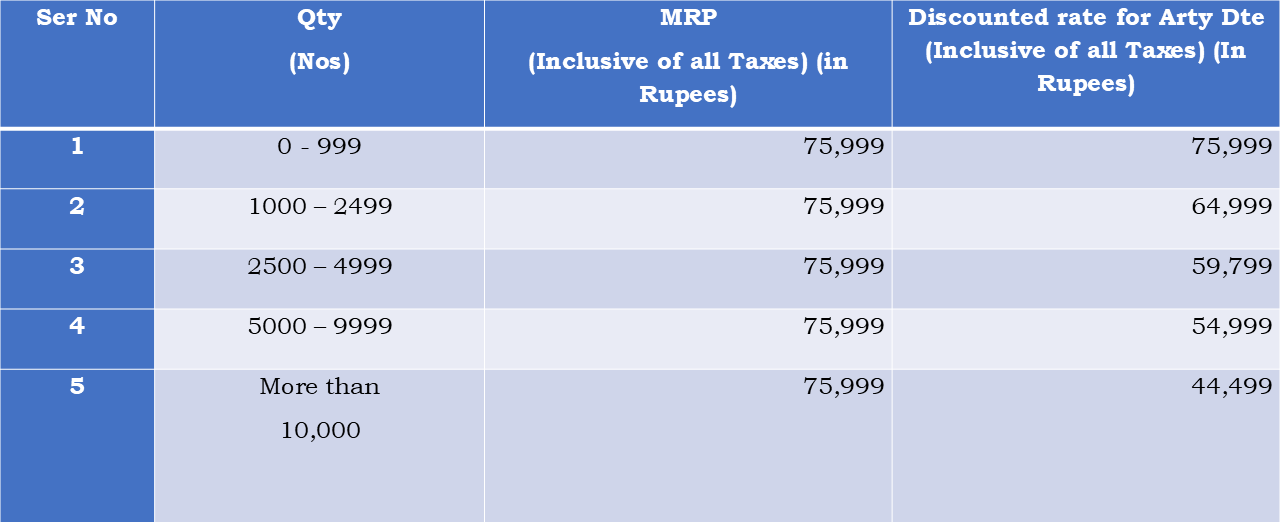 Ser No
Qty
(Nos)
MRP
(Inclusive of all Taxes) (in
Rupees)
Discounted rate for Arty Dte
(Inclusive of all Taxes) (In
Rupees)
1
0 - 999
75,999
75,999
2
1000 – 2499
75,999
64,999
3
2500 – 4999
75,999
59,799
4
5000 – 9999
75,999
54,999
5
More than
10,000
75,999
44,499